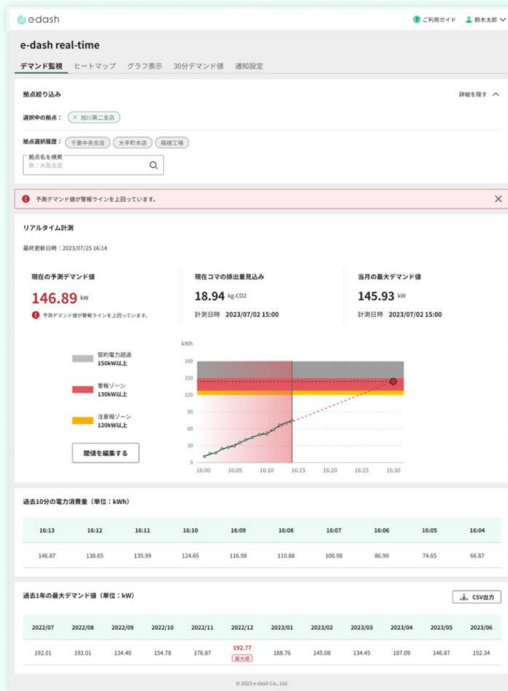 edash
ご利用ガイド
鈴木太郎
e-dash real-time
デマンド監視 ヒートマップ グラフ表示 30分デマンド値 通知設定
拠点絞り込み
詳細を隠す
選択中の拠点：
× 旭川第二支店
拠点選択履歴： 千葉中央支店 大手町本店 箱根工場
拠点名を検索
例：大阪支店
予測デマンド値が警報ラインを上回っています。
リアルタイム計測
最終更新日時：2023/07/25 16:14
現在の予測デマンド値
146.89 kW
予測デマンド値が警報ラインを上回っています。
現在コマの排出量見込み
18.94 kg-CO2
計測日時 2023/07/02 15:00
当月の最大デマンド値
145.93 kW
計測日時 2023/07/02 15:00
契約電力超過
150kW以上
警報ゾーン
130kW以上
注意報ゾーン
120kW以上
閾値を編集する
kWh
180
150
120
90
60
30
0
16:00 16:05 16:10 16:15 16:20 16:25 16:30
過去10分の電力消費量（単位：kWh）
16:13 16:12 16:11 16:10 16:09 16:08 16:07 16:06 16:05 16:04
146.87 138.65 135.99 124.65 116.98 110.88 100.98 86.99 74.65 66.87
過去1年の最大デマンド値（単位：kW）
CSV出力
2022/07 2022/08 2022/09 2022/10 2022/11 2022/12 2023/01 2023/02 2023/03 2023/04 2023/05 2023/06
192.01 192.01 134.40 154.78 176.87 192.77 188.76 145.08 134.45 187.09 146.87 192.34
最大値
© 2023 e-dash Co., Ltd.